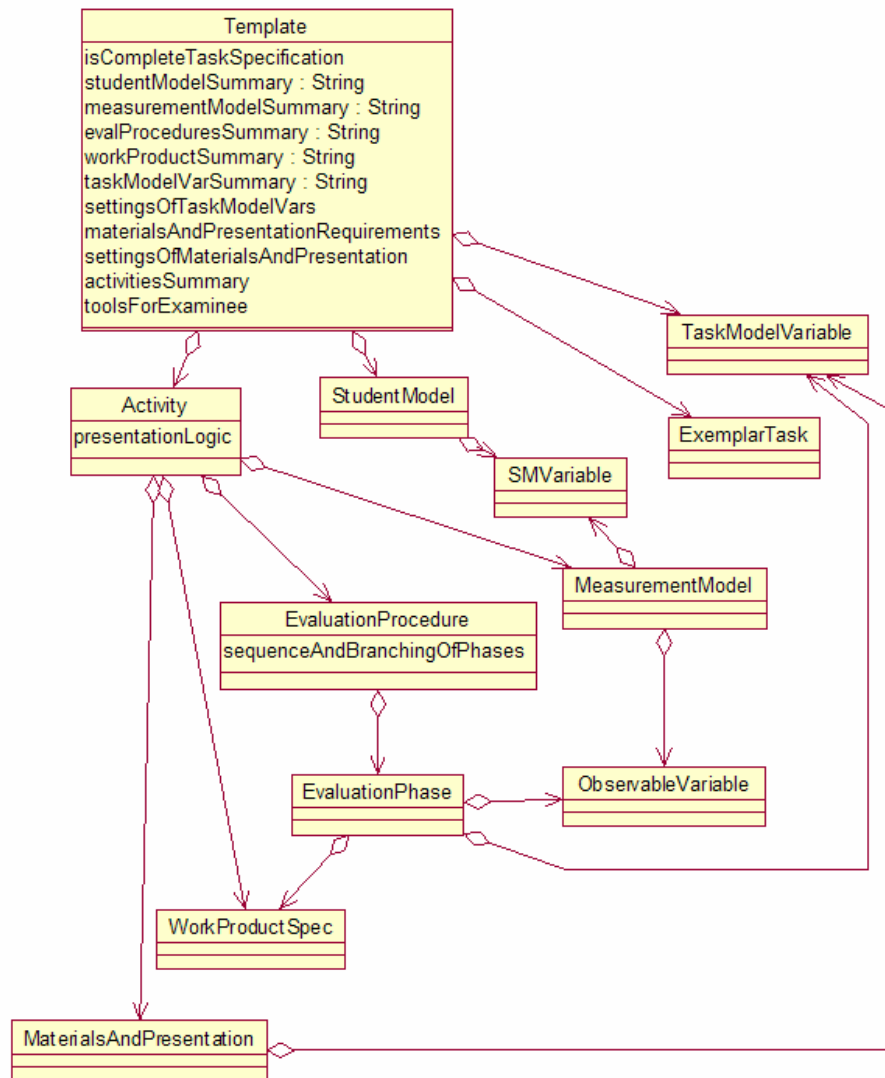 Template
isCompleteTaskSpecification
studentModelSummary : String
measurementModelSummary : String
evalProceduresSummary : String
workProductSummary : String
taskModelVarSummary : String
settingsOfTaskModelVars
materialsAndPresentationRequirements
settingsOfMaterialsAndPresentation
activitiesSummary
toolsForExaminee
TaskModelVariable
Activity
presentationLogic
StudentModel
ExemplarTask
SMVariable
MeasurementModel
EvaluationProcedure
sequenceAndBranchingOfPhases
EvaluationPhase
ObservableVariable
WorkProductSpec
MaterialsAndPresentation